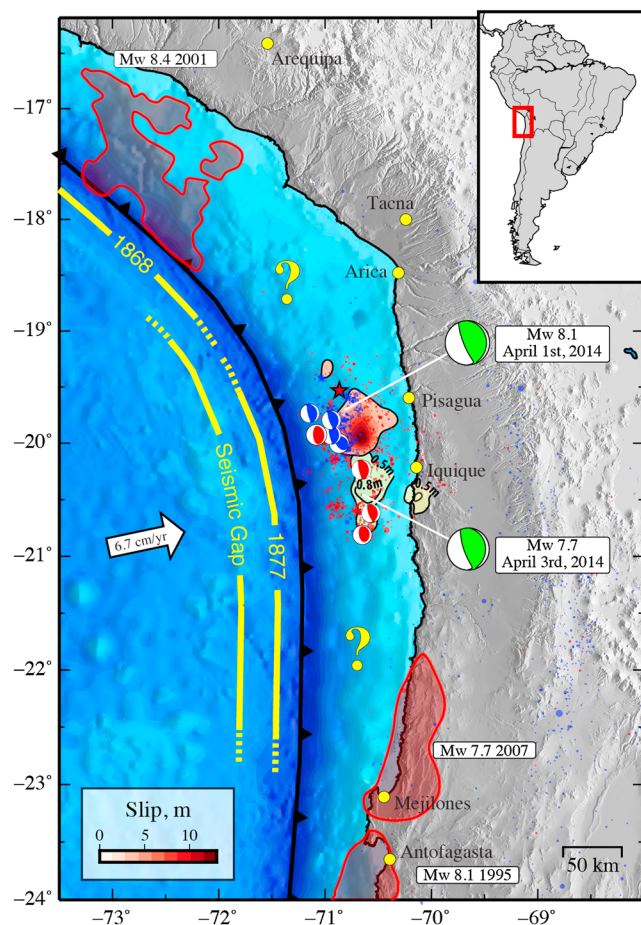 Mw 8.4 2001
Arequipa
−17°
Tacna
−18°
1868
?
Arica
−19°
Mw 8.1
April 1st, 2014
Pisagua
−20°
0.5m
0.8m
Iquique
0.5m
Seismic Gap
1877
6.7 cm/yr
−21°
Mw 7.7
April 3rd, 2014
?
−22°
Mw 7.7 2007
−23°
Mejilones
Slip, m
0 5 10
Antofagasta
Mw 8.1 1995
50 km
−24°
−73° −72° −71° −70° −69°